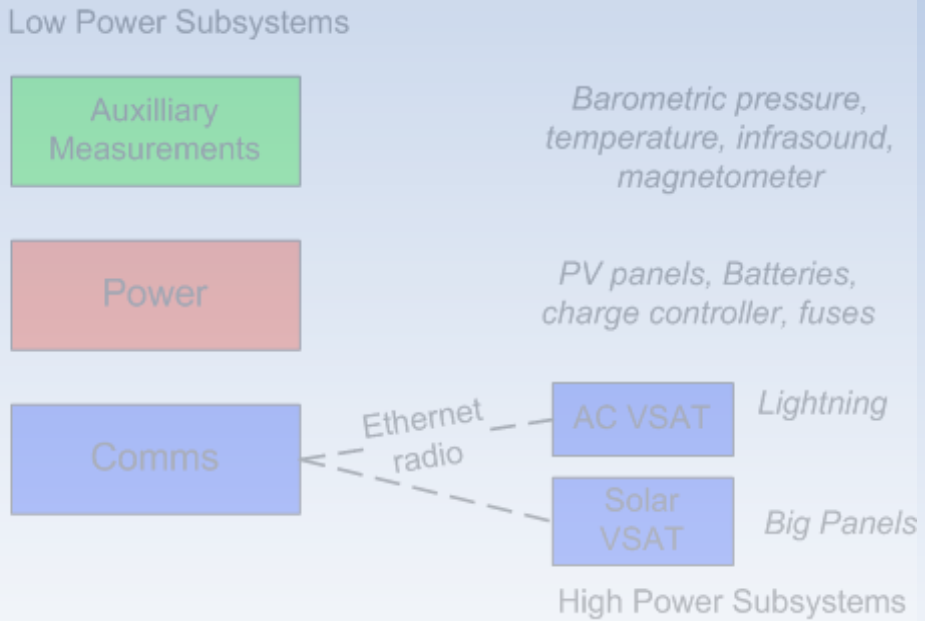 Low Power Subsystems
Auxilliary
Measurements
Barometric pressure,
temperature, infrasound,
magnetometer
Power
PV panels, Batteries,
charge controller, fuses
Comms
Ethernet
radio
AC VSAT
Lightning
Solar
VSAT
Big Panels
High Power Subsystems